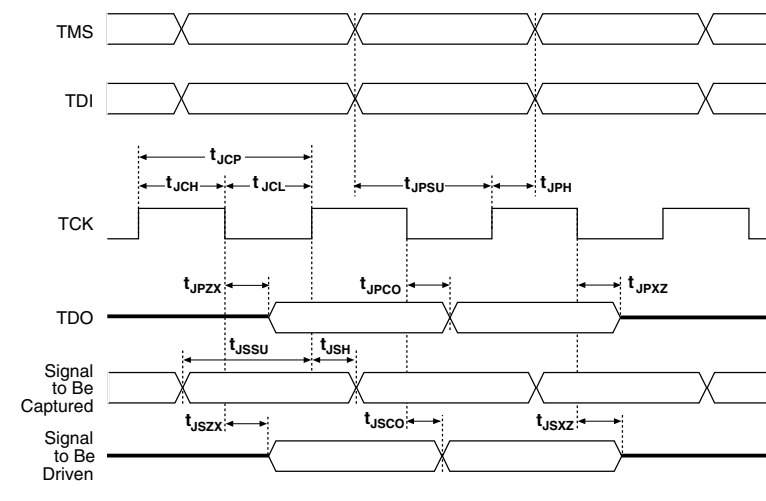 TMS
TDI
tJCP
tJCH tJCL tJPSU tJPH
TCK
tJPZX tJPCO tJPXZ
TDO
tJSSU tJSH
Signal
to Be
Captured
tJSZX tJSCO tJSXZ
Signal
to Be
Driven